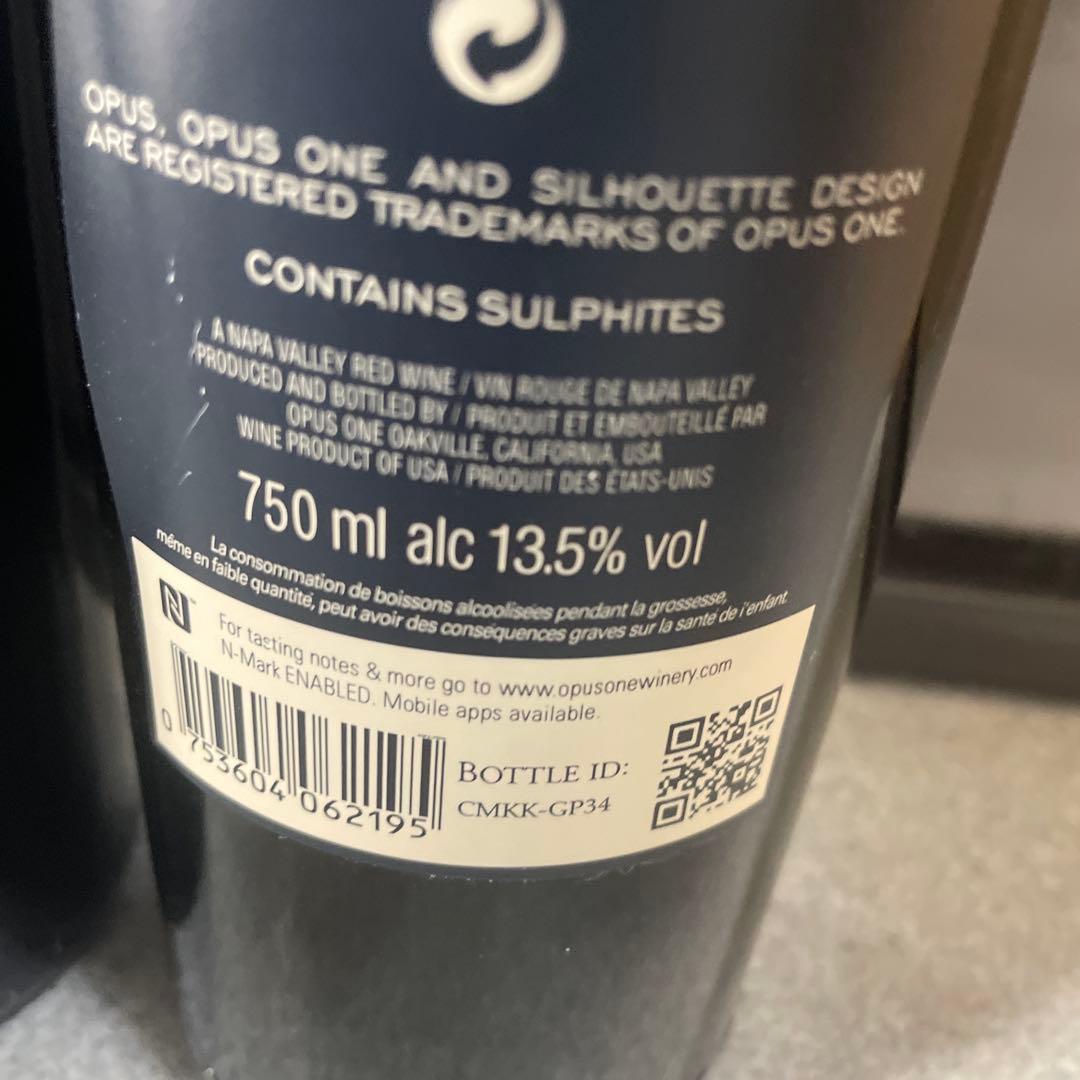 OPUS, OPUS ONE AND SILHOUETTE DESIGN
ARE REGISTERED TRADEMARKS OF OPUS ONE.
CONTAINS SULPHITES
A NAPA VALLEY RED WINE / VIN ROUGE DE NAPA VALLEY
PRODUCED AND BOTTLED BY / PRODUIT ET EMBOUTEILLÉ PAR
OPUS ONE OAKVILLE, CALIFORNIA, USA
WINE PRODUCT OF USA / PRODUIT DES ÉTATS-UNIS
750 ml alc 13.5% vol
La consommation de boissons alcoolisées pendant la grossesse,
même en faible quantité, peut avoir des conséquences graves sur la santé de l'enfant.
N™
For tasting notes & more go to www.opusonewinery.com
N-Mark ENABLED. Mobile apps available.
0 753604 062195
BOTTLE ID:
CMKK-GP34